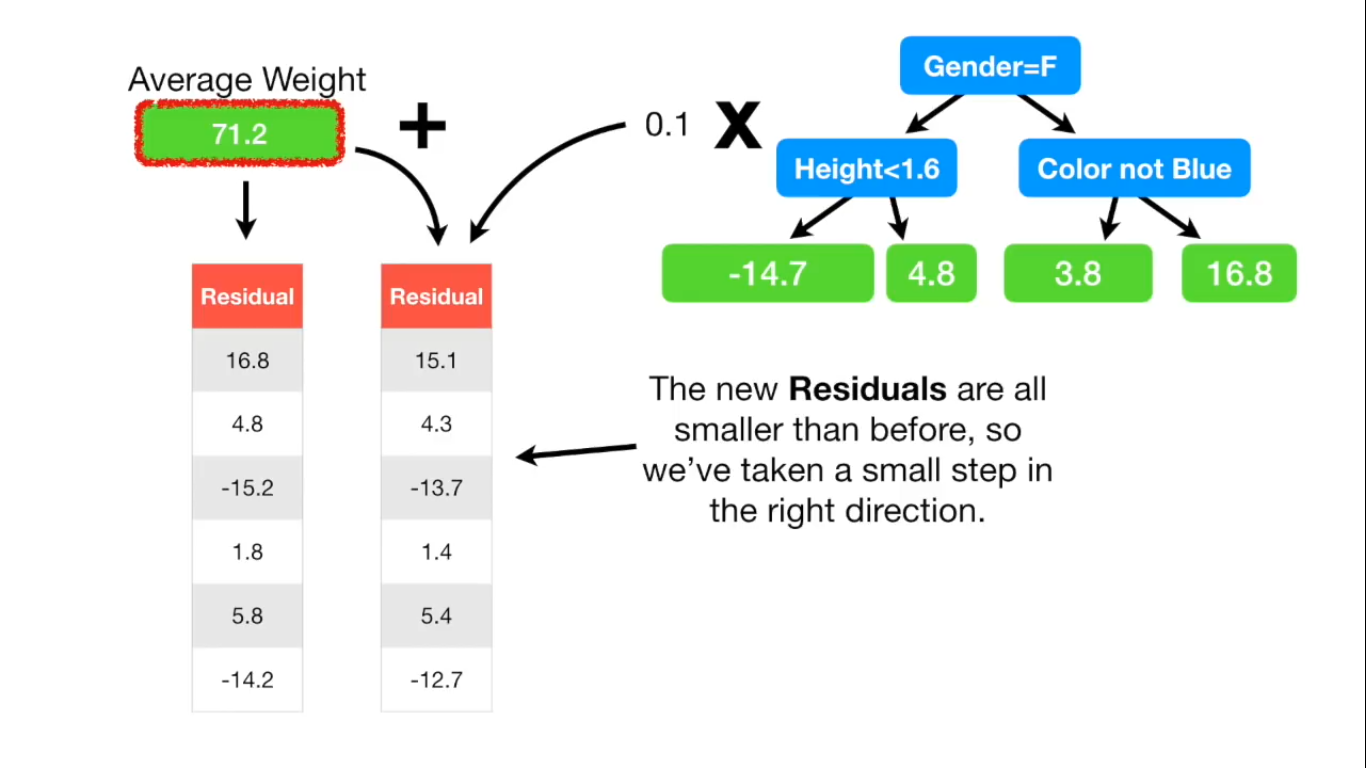 Average Weight
71.2
+
0.1
X
Gender=F
Height<1.6
Color not Blue
-14.7
4.8
3.8
16.8
Residual
16.8
4.8
-15.2
1.8
5.8
-14.2
Residual
15.1
4.3
-13.7
1.4
5.4
-12.7
The new Residuals are all
smaller than before, so
we’ve taken a small step in
the right direction.